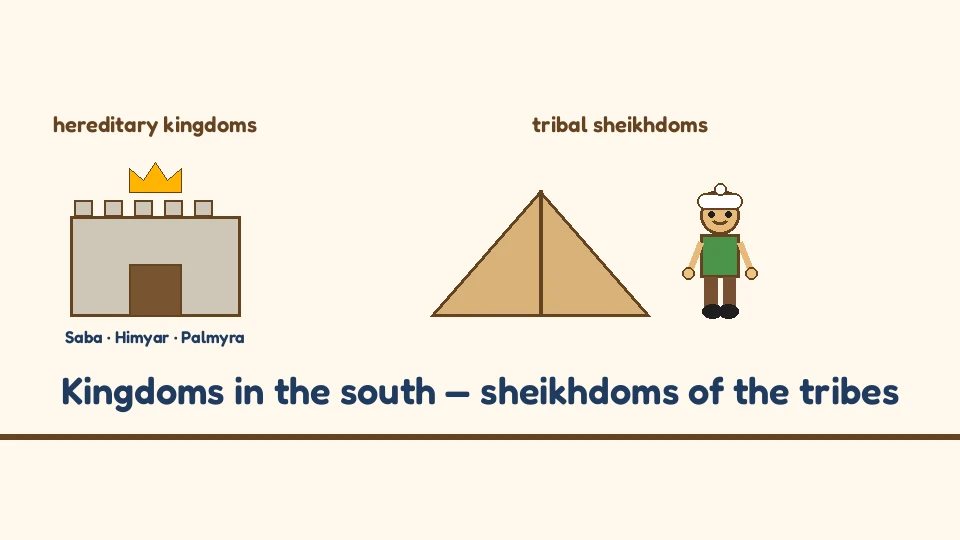 hereditary kingdoms
tribal sheikhdoms
Saba · Himyar · Palmyra
Kingdoms in the south — sheikhdoms of the tribes